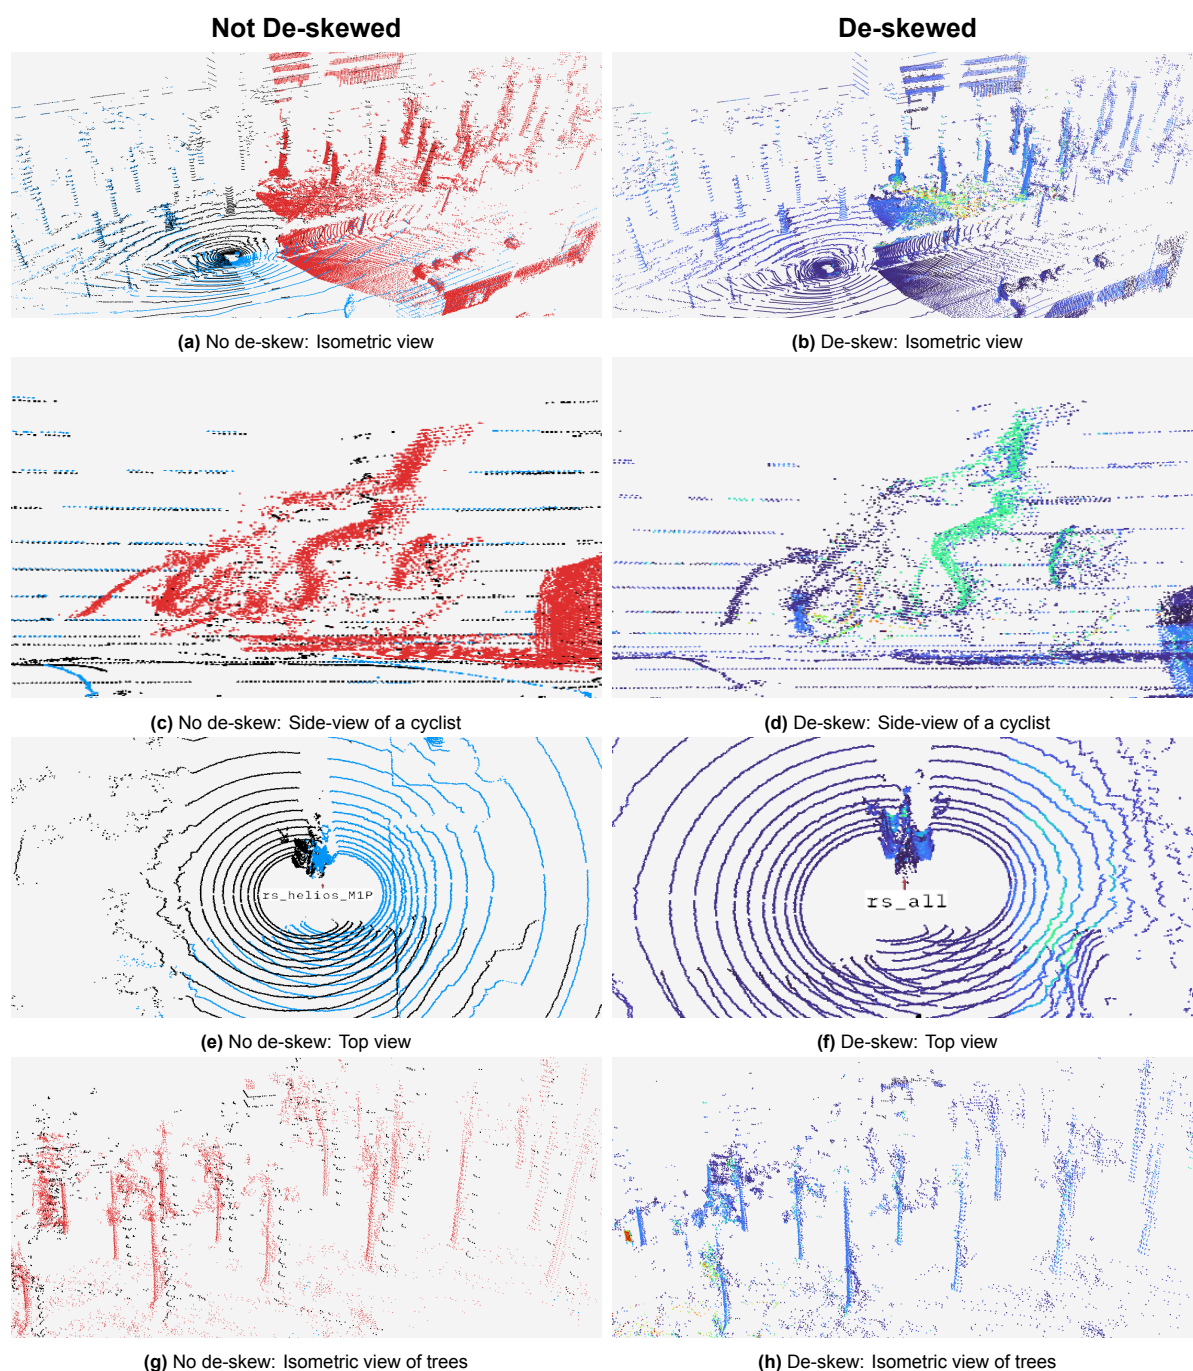 Not De-skewed
De-skewed
(a) No de-skew: Isometric view
(b) De-skew: Isometric view
(c) No de-skew: Side-view of a cyclist
(d) De-skew: Side-view of a cyclist
rs_helios_M1P
rs_all
(e) No de-skew: Top view
(f) De-skew: Top view
(g) No de-skew: Isometric view of trees
(h) De-skew: Isometric view of trees